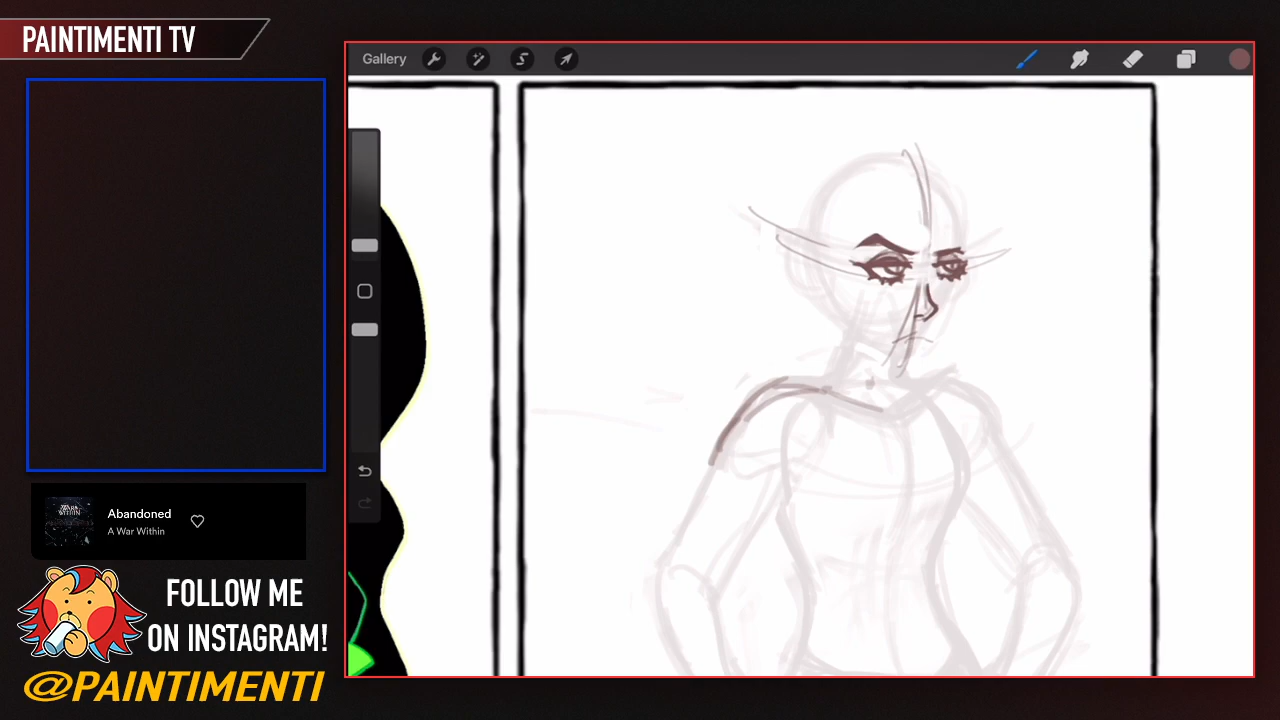 PAINTIMENTI TV
Gallery
Abandoned
A War Within
FOLLOW ME
ON INSTAGRAM!
@PAINTIMENTI